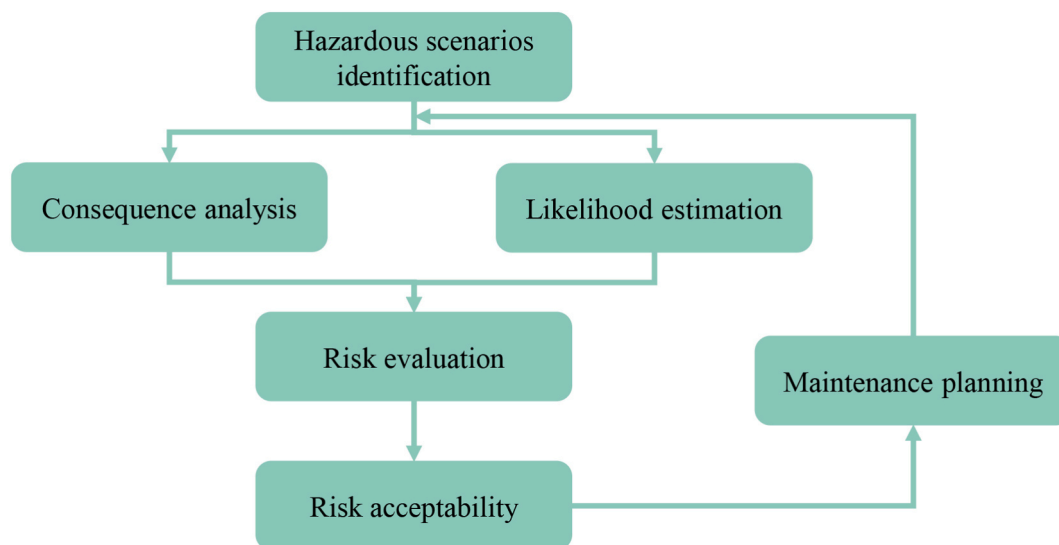 Hazardous scenarios
identification
Consequence analysis
Likelihood estimation
Risk evaluation
Maintenance planning
Risk acceptability